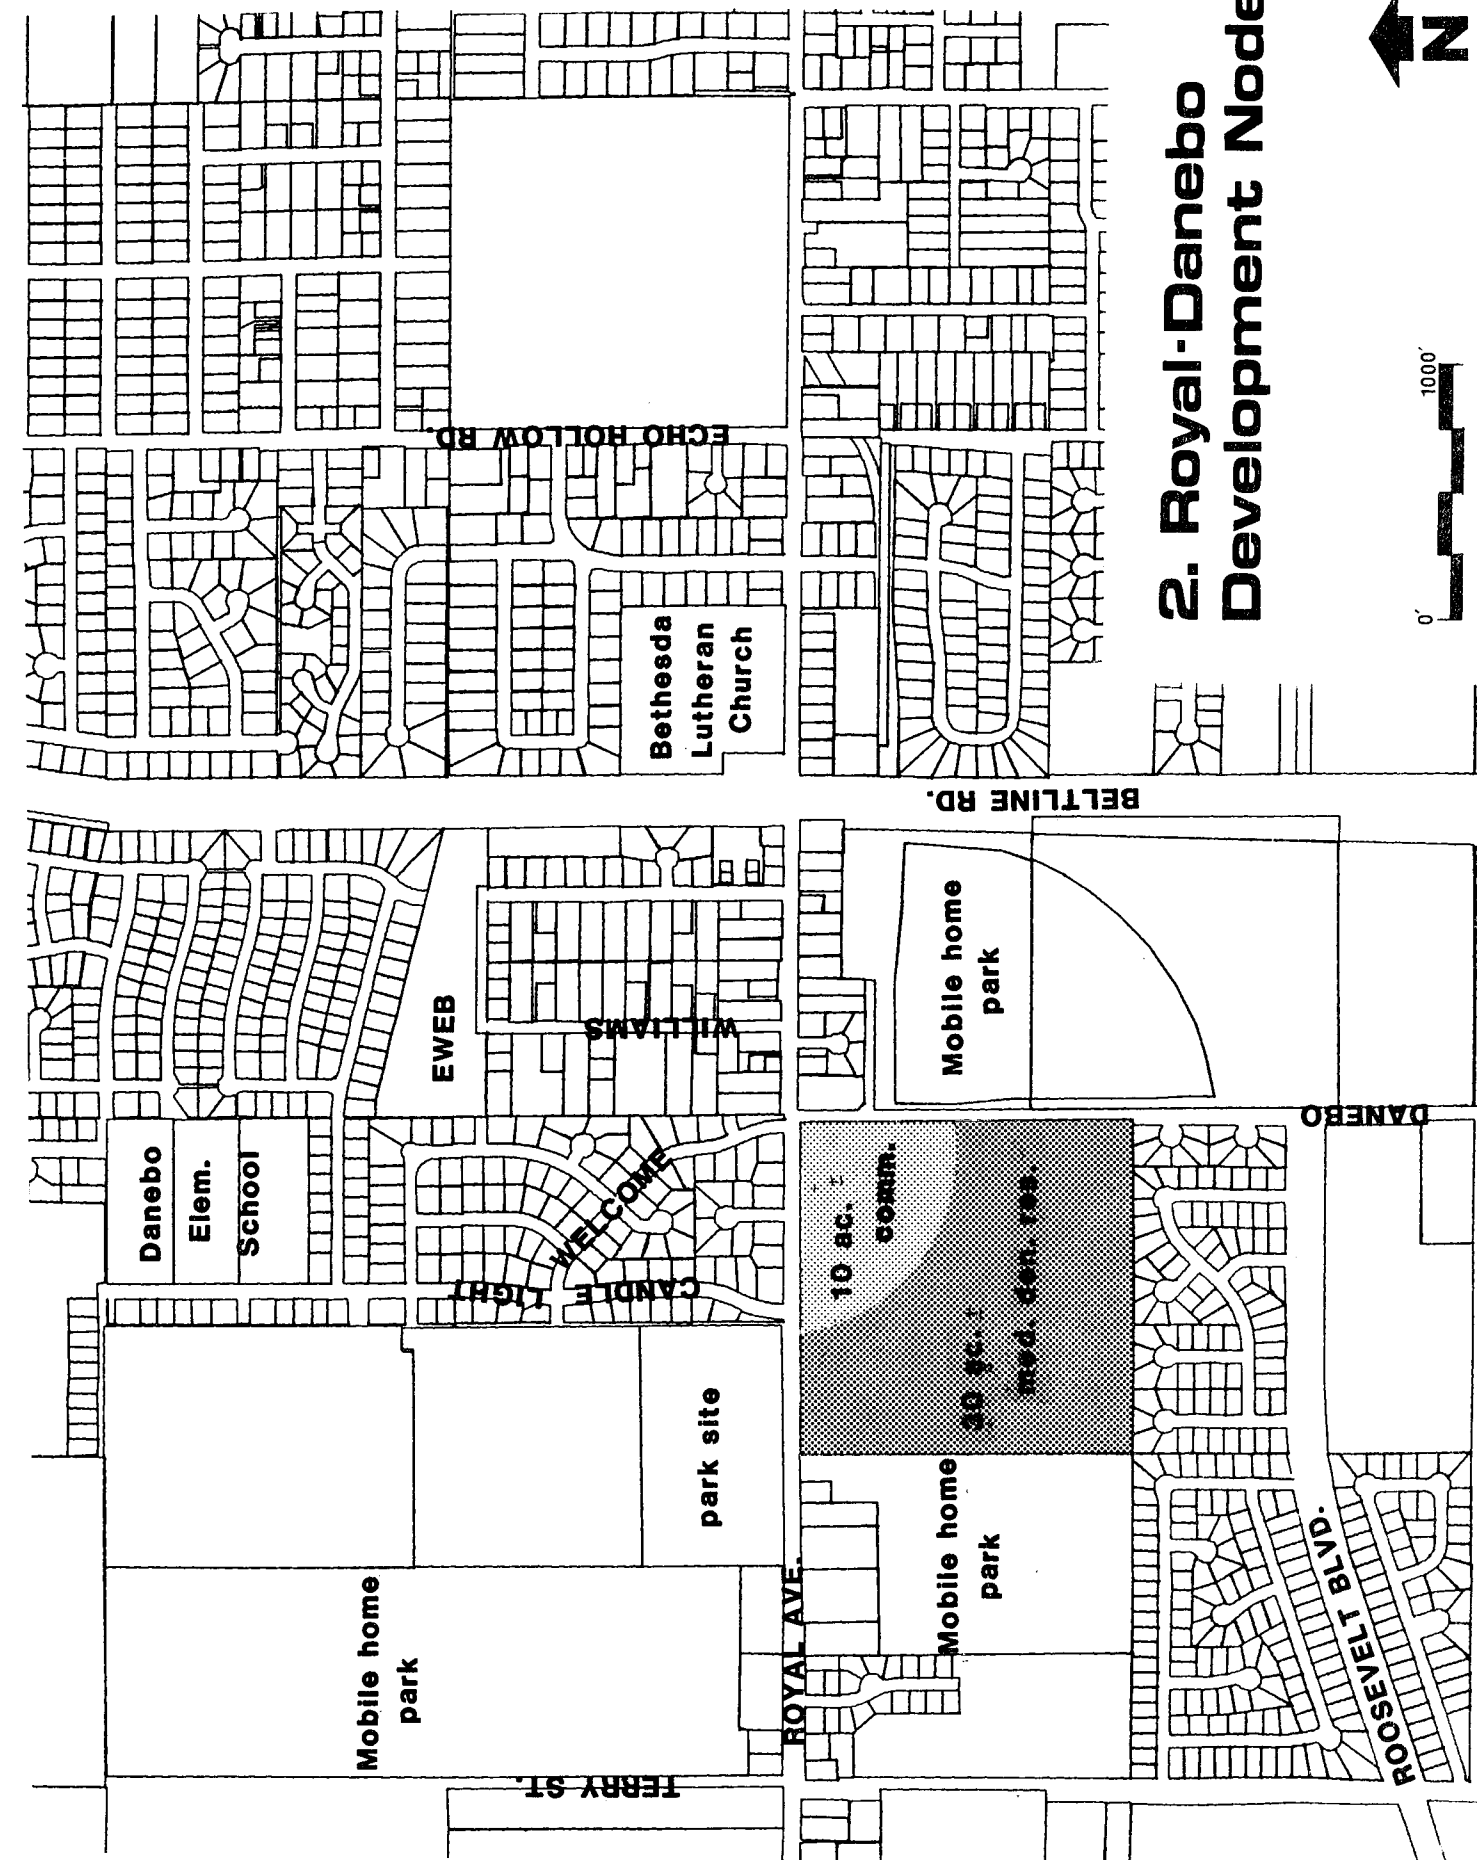 2. Royal-Danebo
Development Node
N
0'
1000'
ECHO HOLLOW RD.
Bethesda
Lutheran
Church
BELTLINE RD.
EWEB
WILLIAMS
Mobile home
park
DANEBO
Danebo
Elem.
School
WELCOME
CANDLE LIGHT
10 ac.±
comm.
30 ac.±
med. den. res.
park site
Mobile home
park
ROYAL AVE.
Mobile home
park
ROOSEVELT BLVD.
TERRY ST.